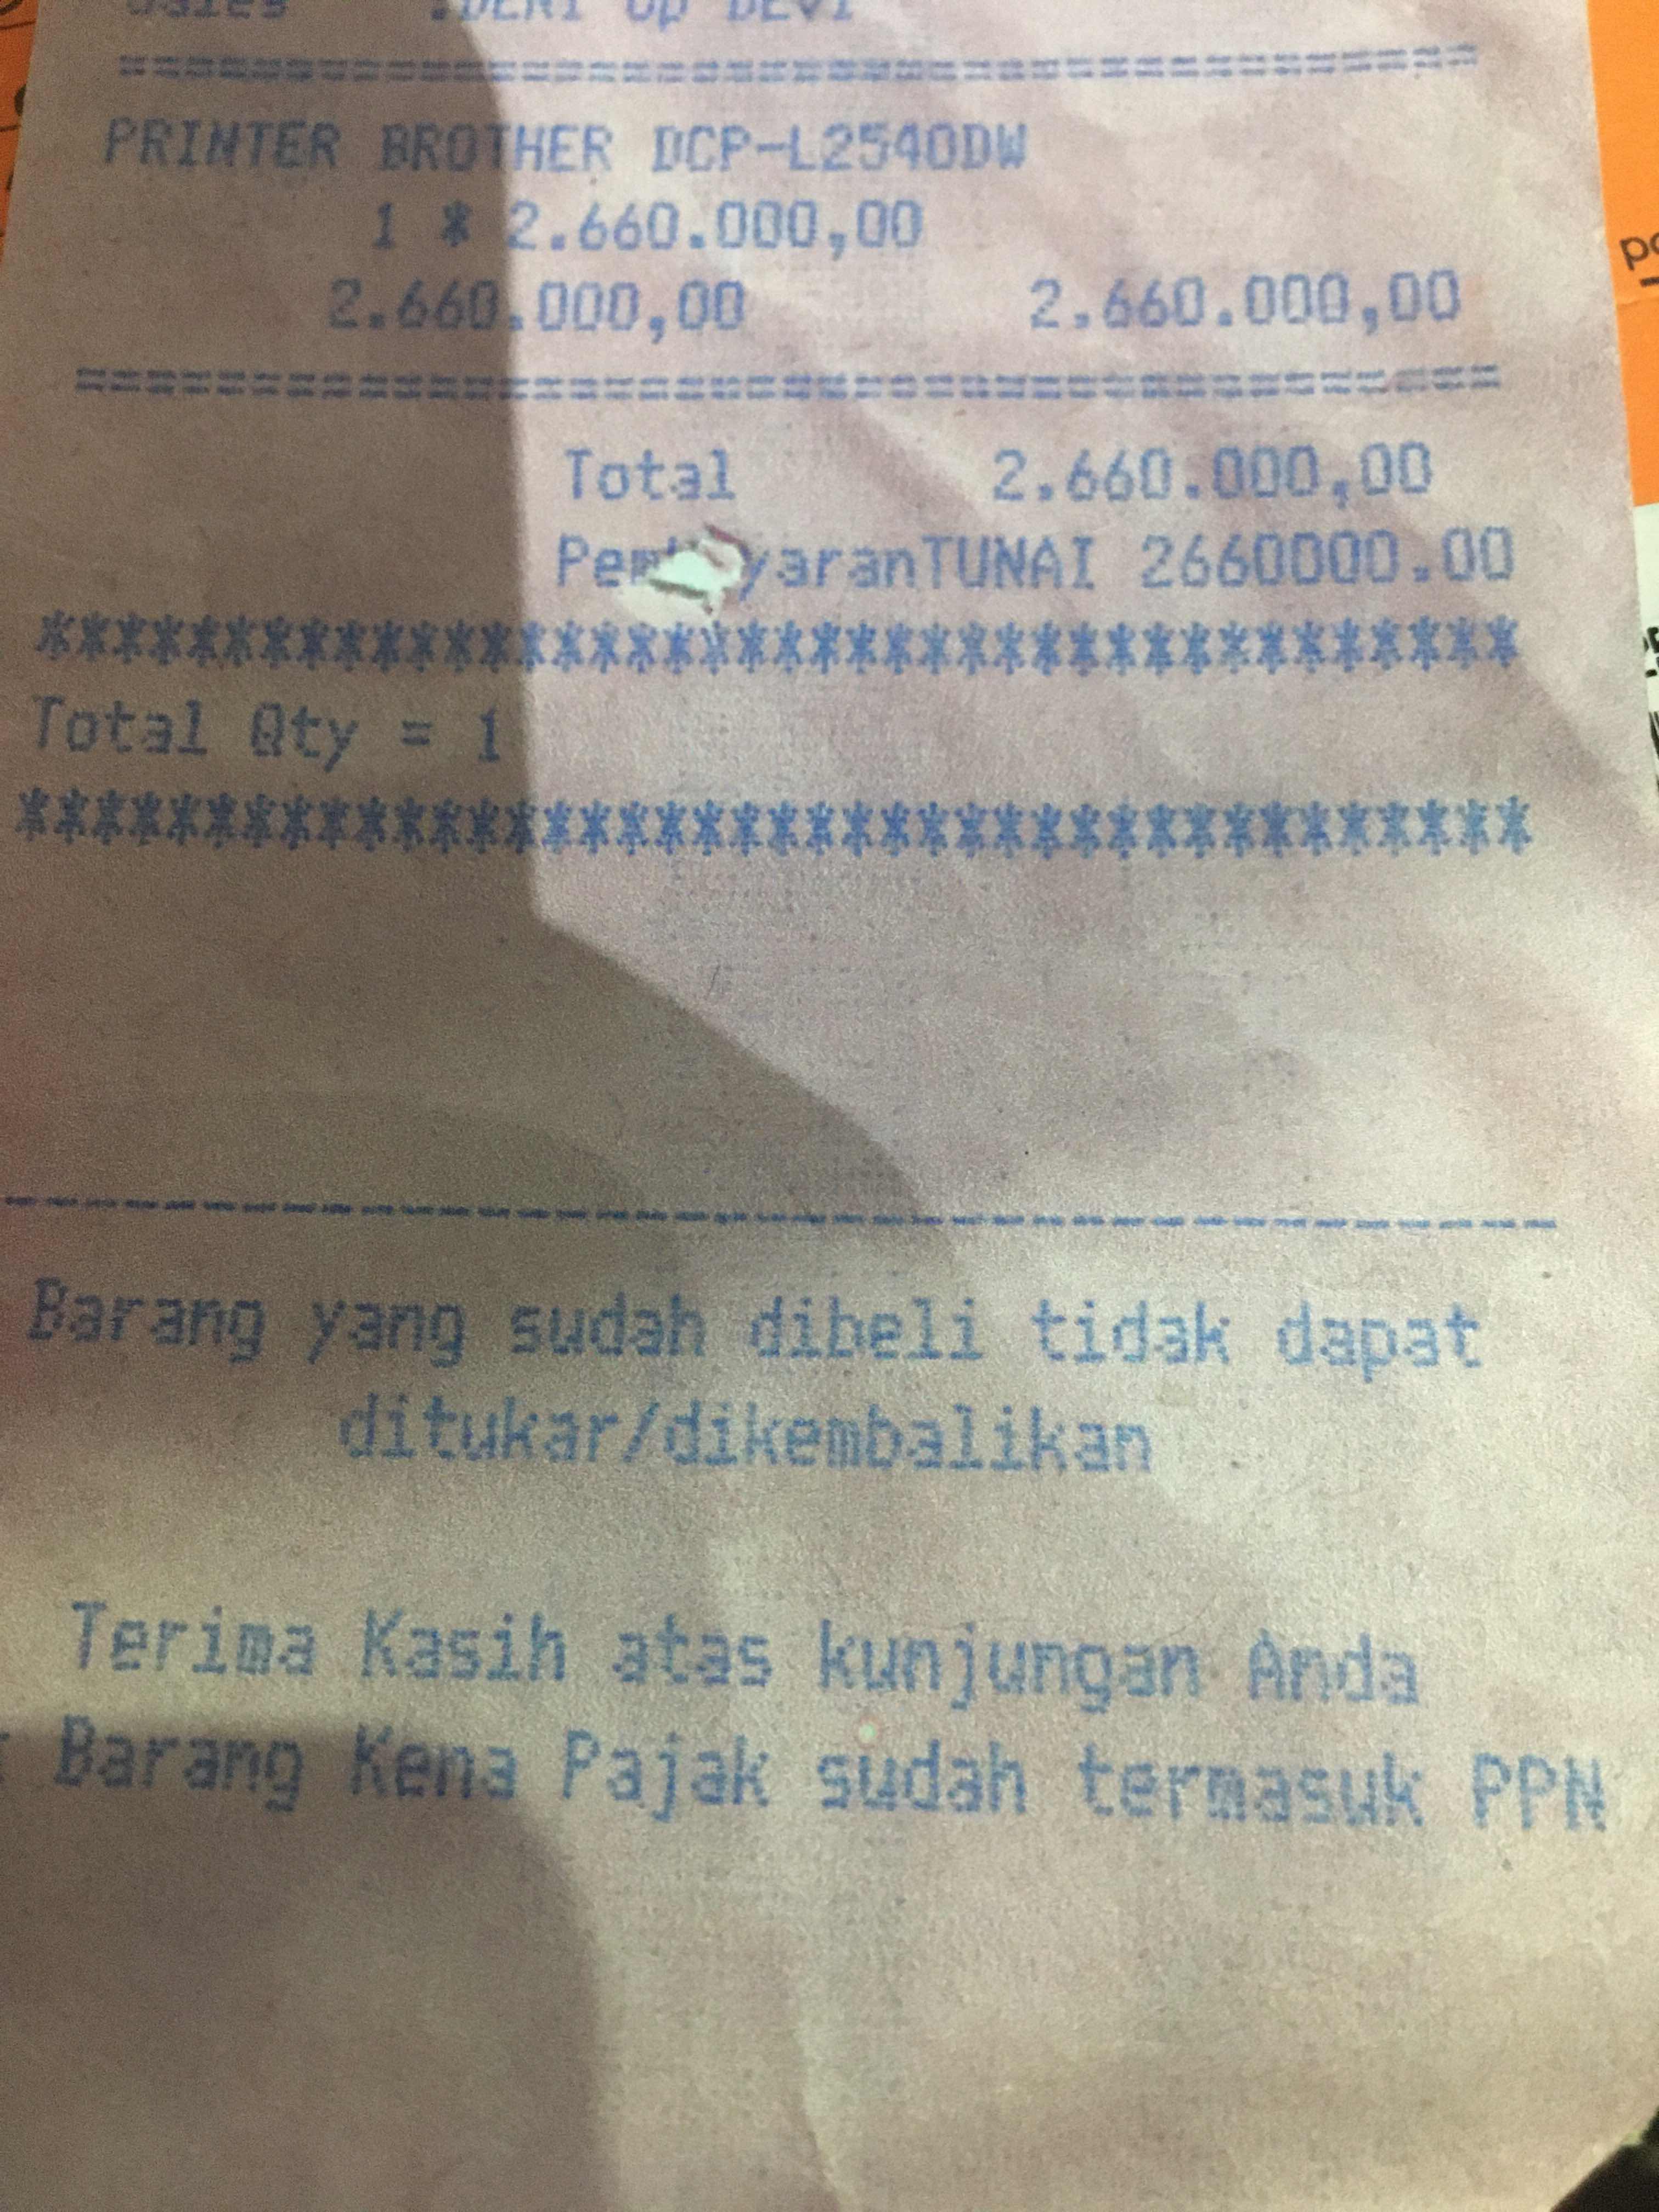 PRINTER BROTHER DCP-L2540DW
1 * 2.660.000,00
2.660.000,00 2.660.000,00
================================
Total 2.660.000,00
TUNAI 2660000.00
****************************************
Total Qty = 1
****************************************
----------------------------------------
Barang yang sudah dibeli tidak dapat
ditukar/dikembalikan
Terima Kasih atas kunjungan Anda
Barang Kena Pajak sudah termasuk PPN